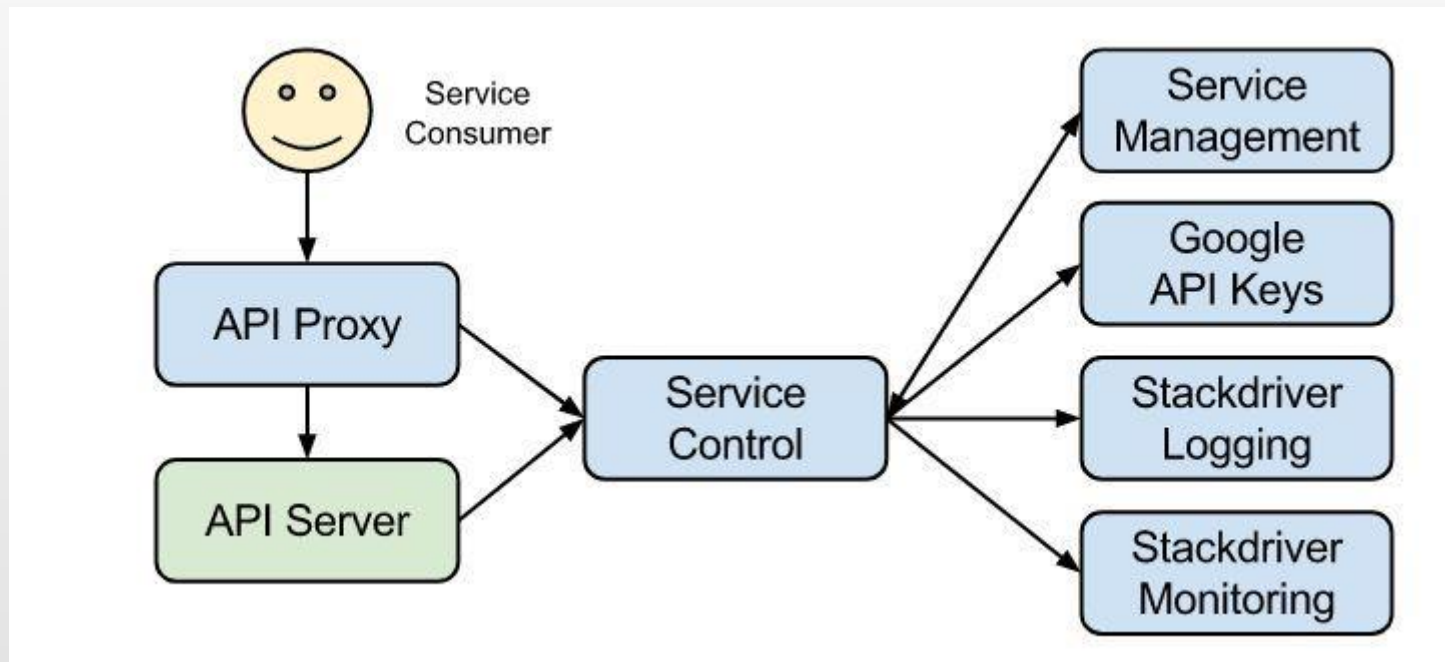 Service
Consumer
API Proxy
API Server
Service
Control
Service
Management
Google
API Keys
Stackdriver
Logging
Stackdriver
Monitoring